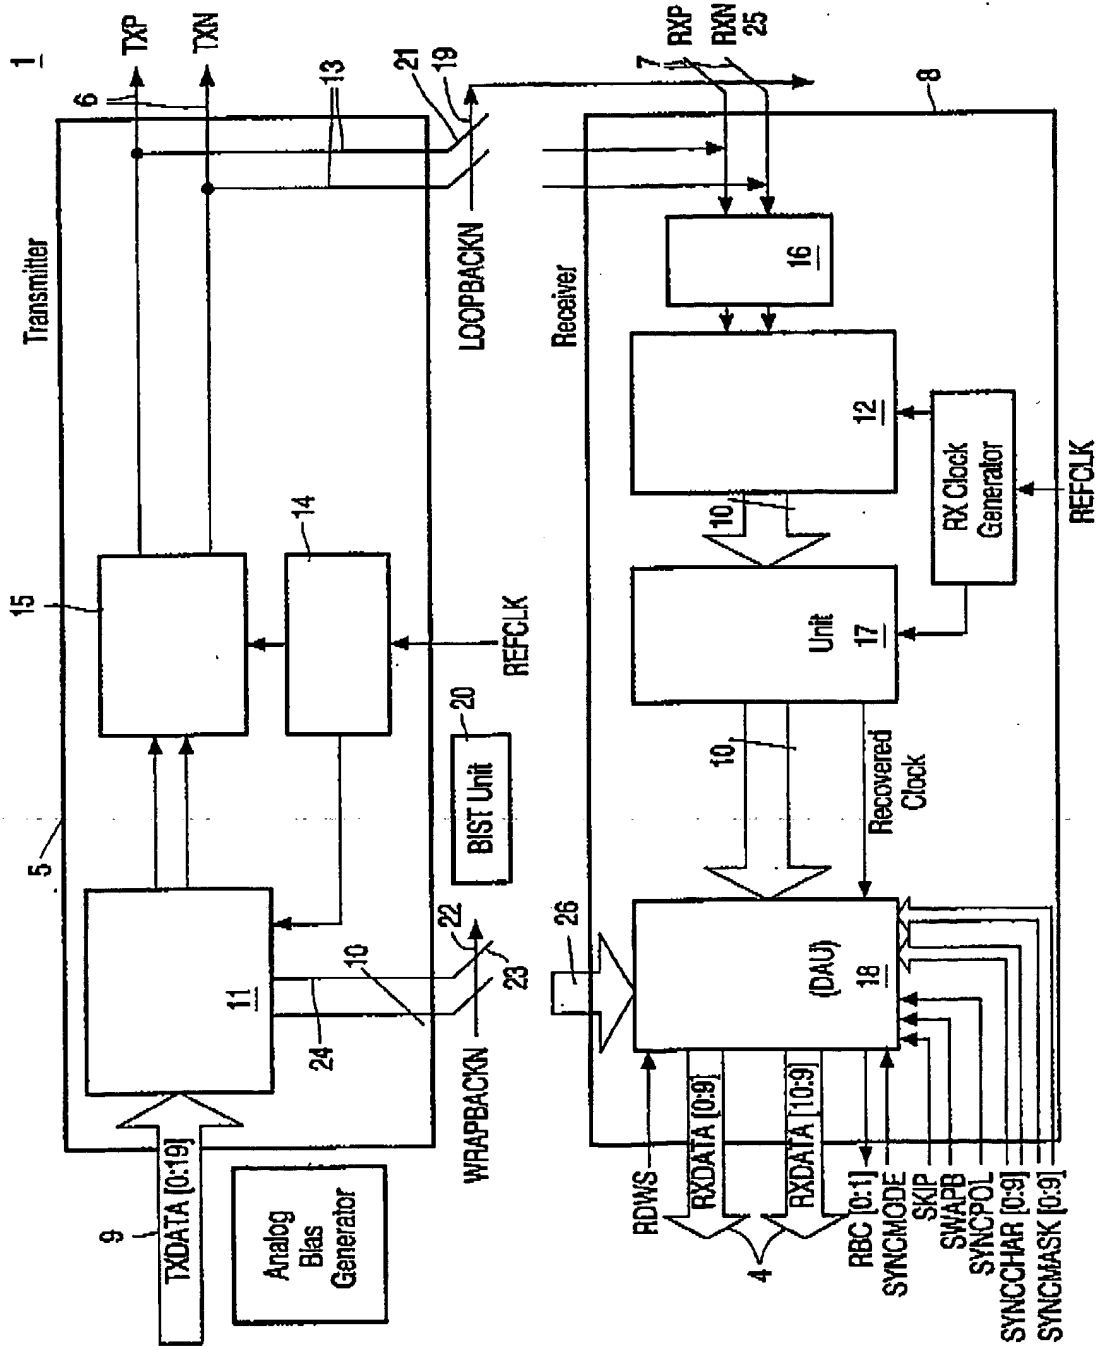 1
TXP
TXN
6
13
21
19
Transmitter
LOOPBACKN
15
14
REFCLK
5
BIST Unit
20
11
24
10
22
23
WRAPBACKN
9
TXDATA [0:19]
Analog
Bias
Generator
7
RXP
RXN
25
8
Receiver
16
12
RX Clock
Generator
REFCLK
10
Unit
17
10
Recovered
Clock
26
(DAU)
18
RDWS
RXDATA [0:9]
RXDATA [10:9]
4
RBC [0:1]
SYNCMODE
SKIP
SWAPB
SYNCPOL
SYNCCHAR [0:9]
SYNCMASK [0:9]